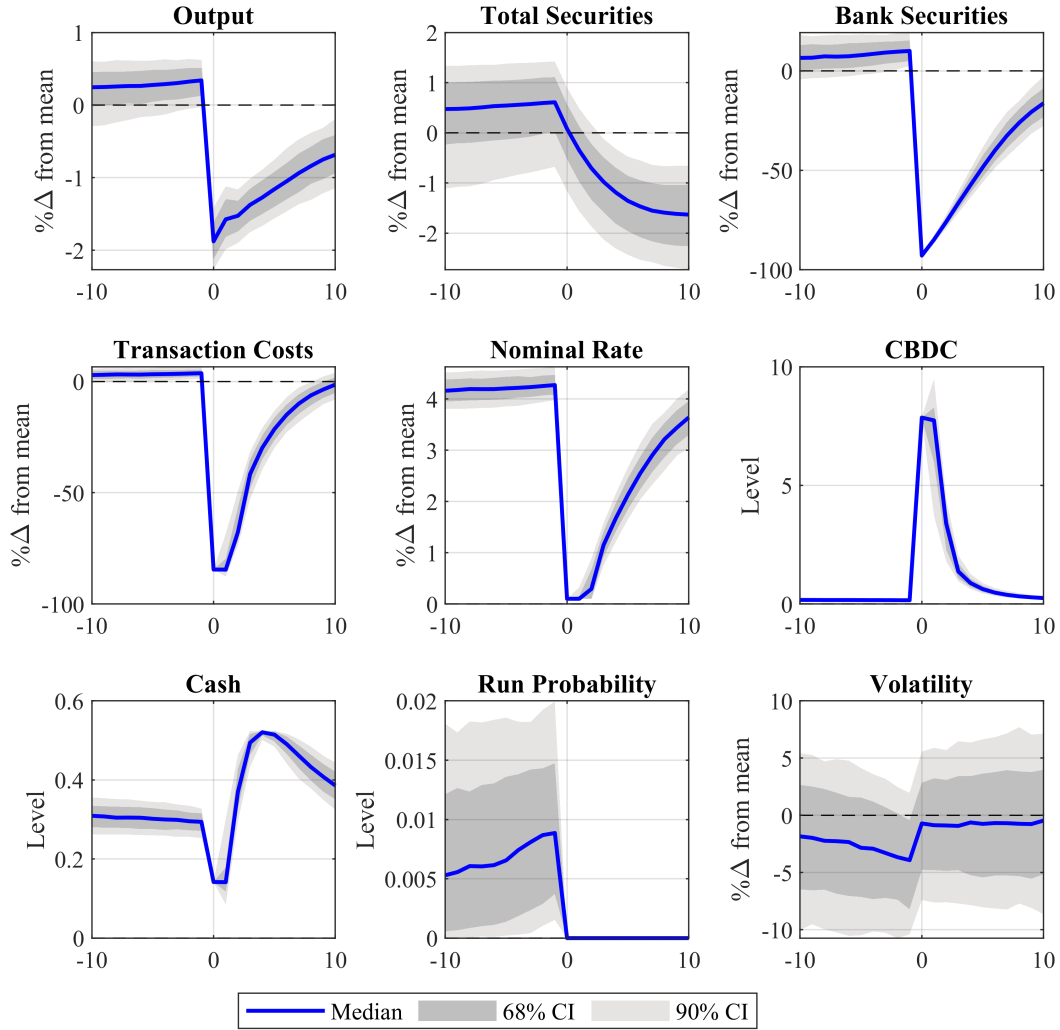 Output
Total Securities
Bank Securities
%Δ from mean
1
0
-1
-2
-10 0 10
%Δ from mean
2
1
0
-1
-2
-10 0 10
%Δ from mean
0
-50
-100
-10 0 10
Transaction Costs
Nominal Rate
CBDC
%Δ from mean
0
-50
-100
-10 0 10
%Δ from mean
4
3
2
1
0
-10 0 10
Level
10
5
0
-10 0 10
Cash
Run Probability
Volatility
Level
0.6
0.4
0.2
0
-10 0 10
Level
0.02
0.015
0.01
0.005
0
-10 0 10
%Δ from mean
10
5
0
-5
-10
-10 0 10
Median 68% CI 90% CI